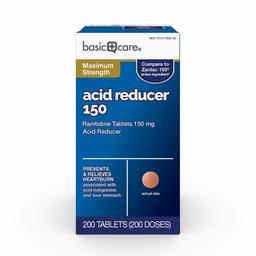 basic care®
Maximum
Strength
Compare to
Zantac 150®
active ingredient†
acid reducer
150
Ranitidine Tablets 150 mg
Acid Reducer
PREVENTS
& RELIEVES
HEARTBURN
associated with
acid indigestion
and sour stomach
actual size
200 TABLETS (200 DOSES)